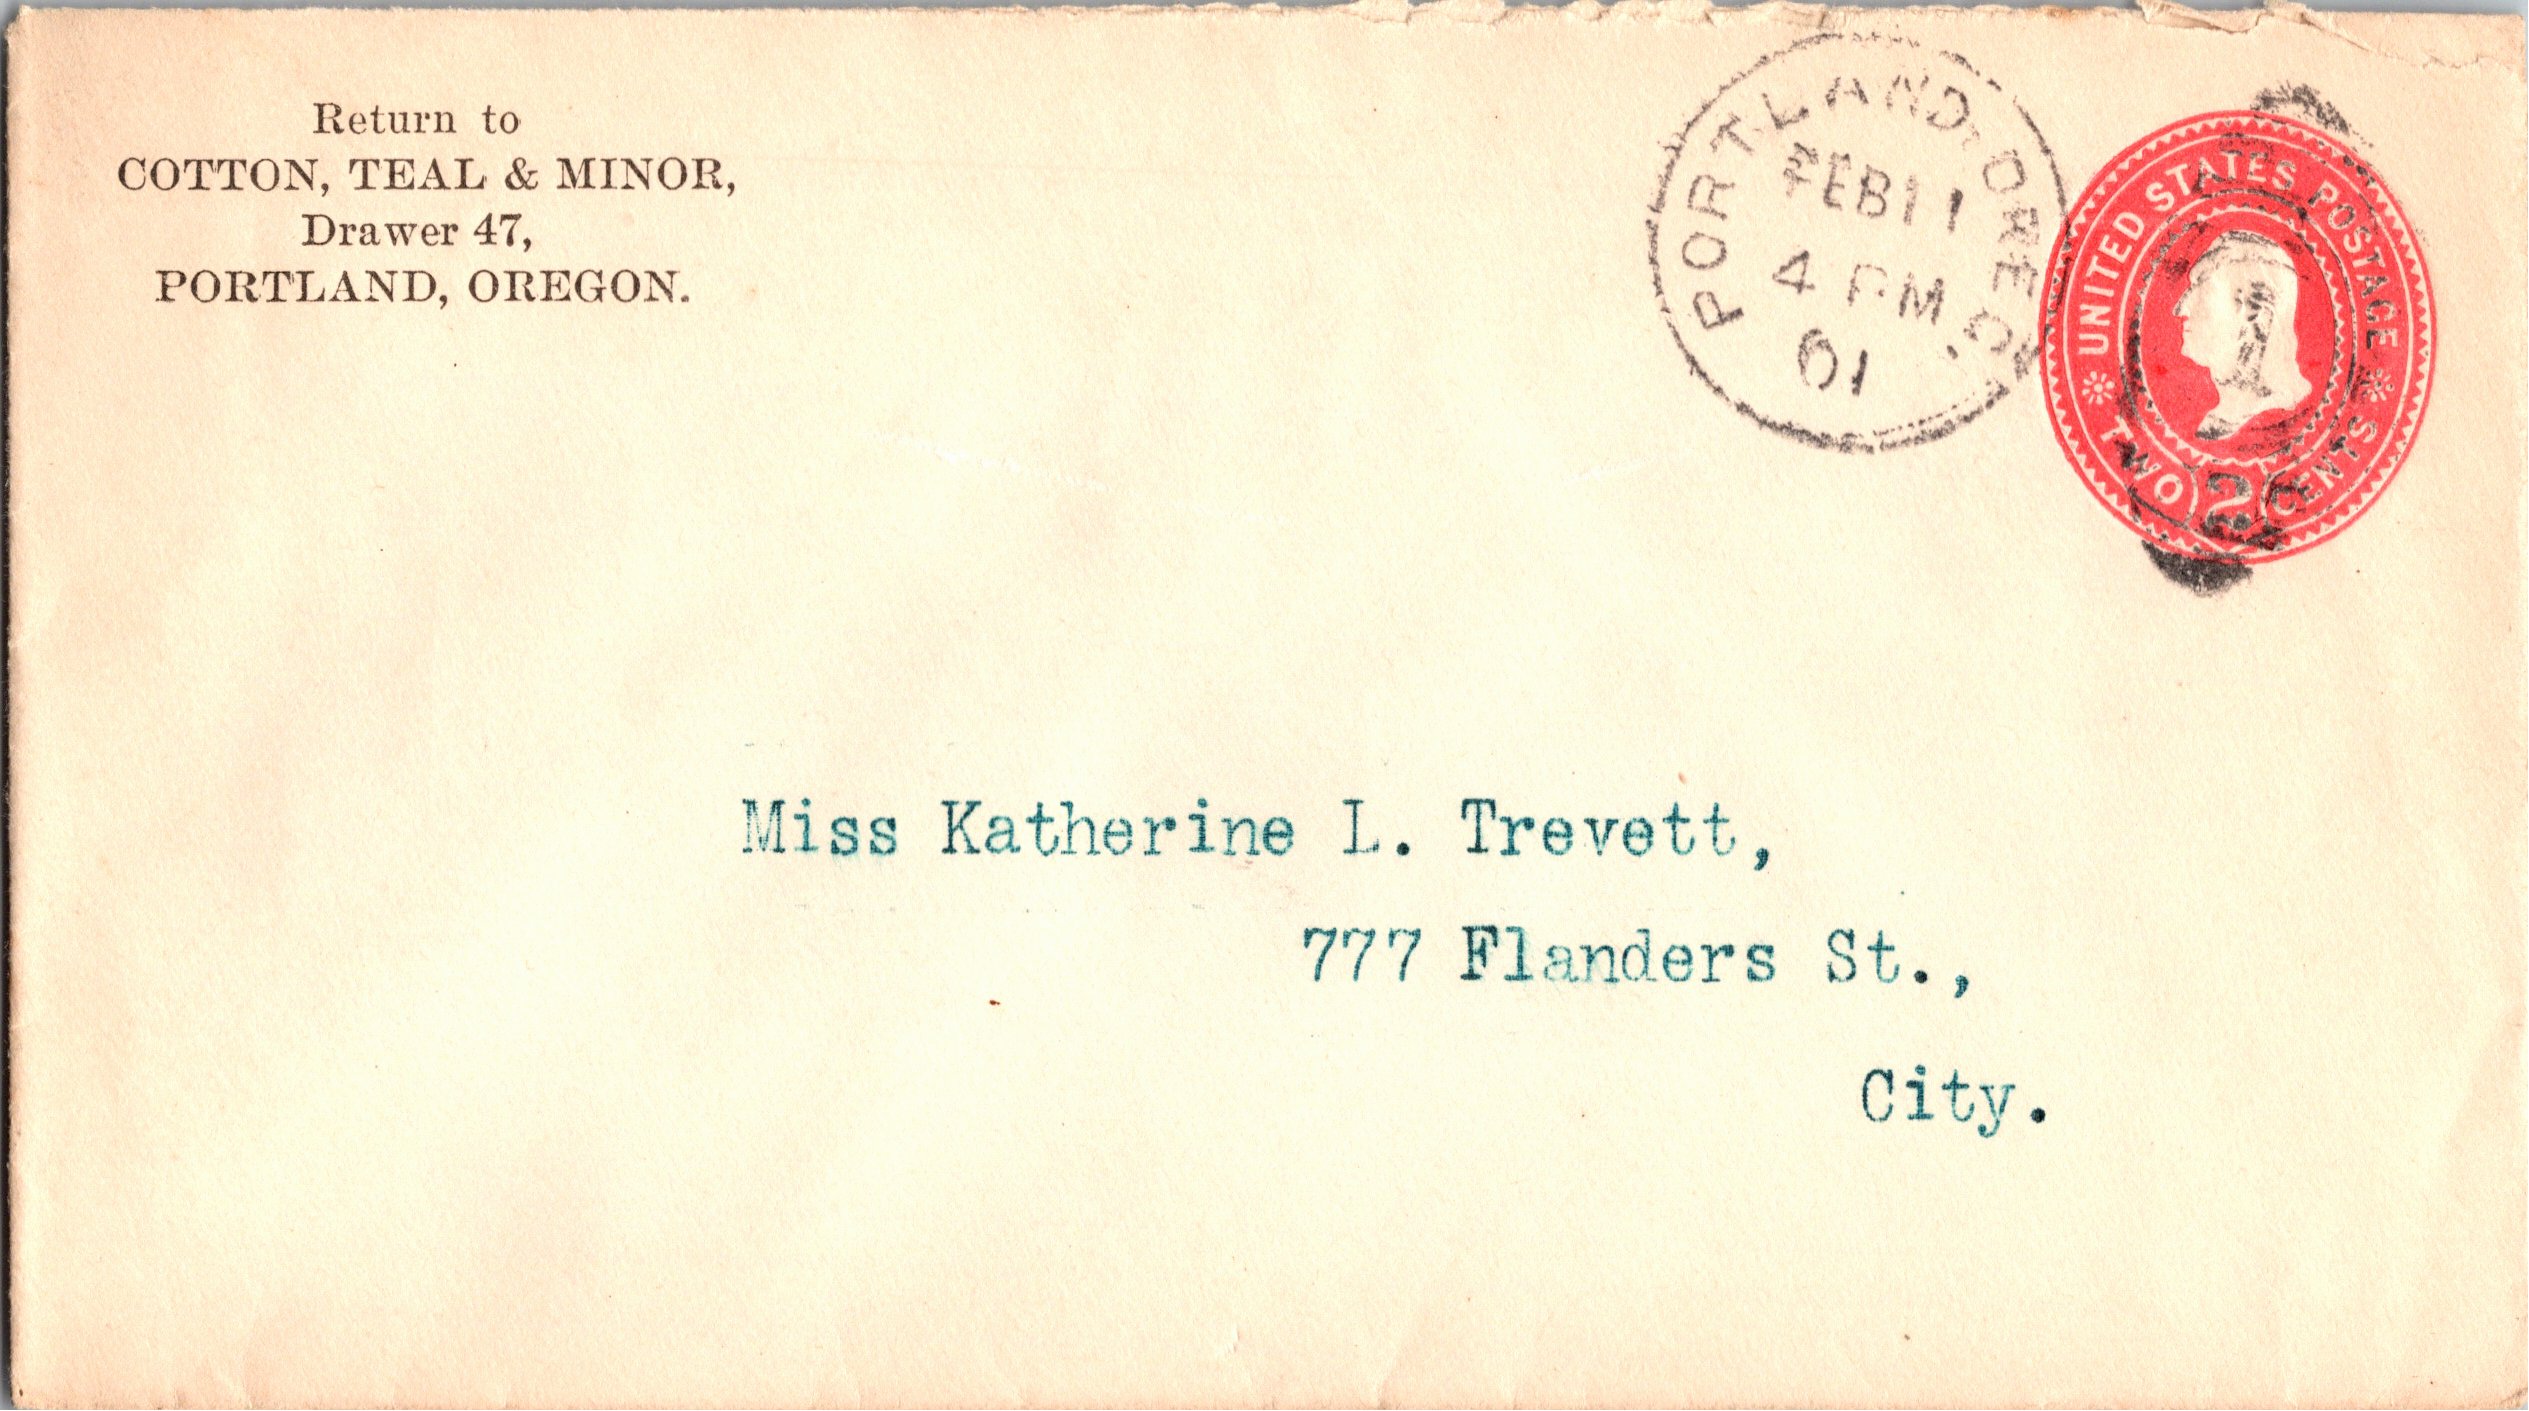 Return to
COTTON, TEAL & MINOR,
Drawer 47,
PORTLAND, OREGON.
PORTLAND, OREG.
FEB 11
4 PM
01
UNITED STATES POSTAGE
TWO 2 CENTS
Miss Katherine L. Trevett,
777 Flanders St.,
City.